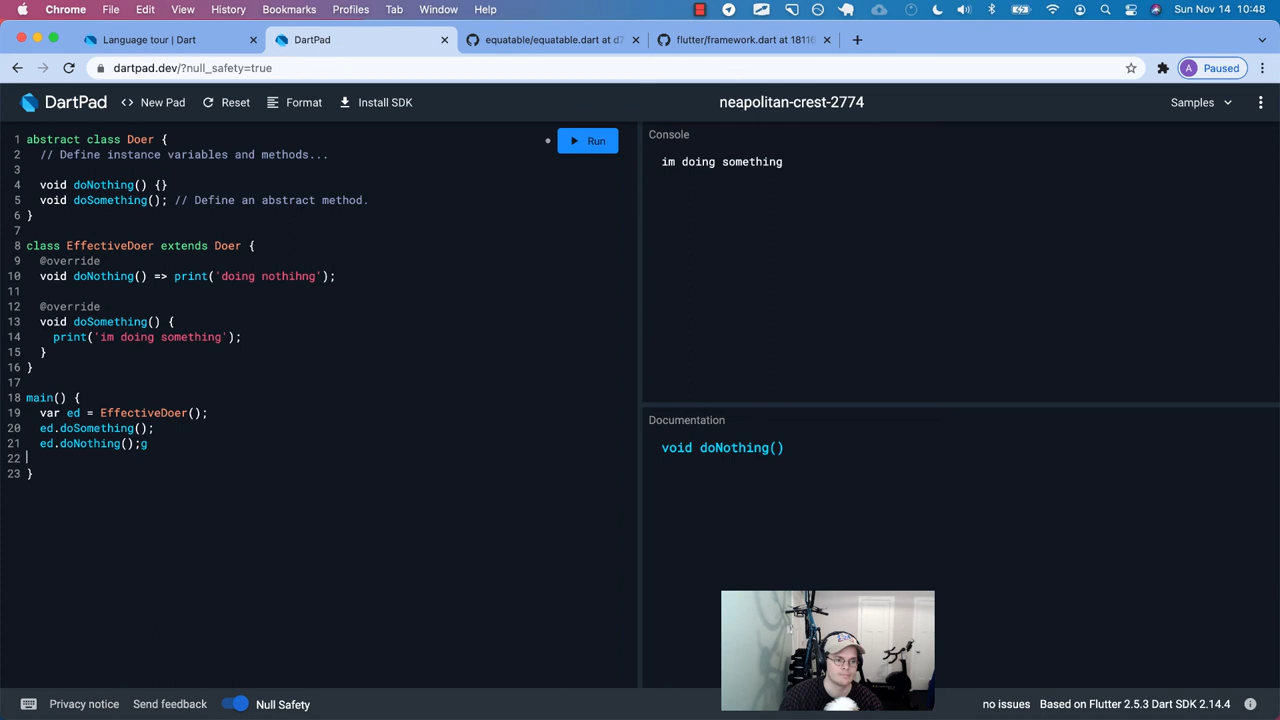 Chrome File Edit View History Bookmarks Profiles Tab Window Help Sun Nov 14 10:48
Language tour | Dart DartPad equatable/equatable.dart at d7 flutter/framework.dart at 18116
dartpad.dev/?null_safety=true A Paused
DartPad <> New Pad Reset Format Install SDK neapolitan-crest-2774 Samples
Run
1 abstract class Doer {
2 // Define instance variables and methods...
3
4 void doNothing() {}
5 void doSomething(); // Define an abstract method.
6 }
7
8 class EffectiveDoer extends Doer {
9 @override
10 void doNothing() => print('doing nothihng');
11
12 @override
13 void doSomething() {
14 print('im doing something');
15 }
16 }
17
18 main() {
19 var ed = EffectiveDoer();
20 ed.doSomething();
21 ed.doNothing();g
22
23 }
Console
im doing something
Documentation
void doNothing()
Privacy notice Send feedback Null Safety no issues Based on Flutter 2.5.3 Dart SDK 2.14.4